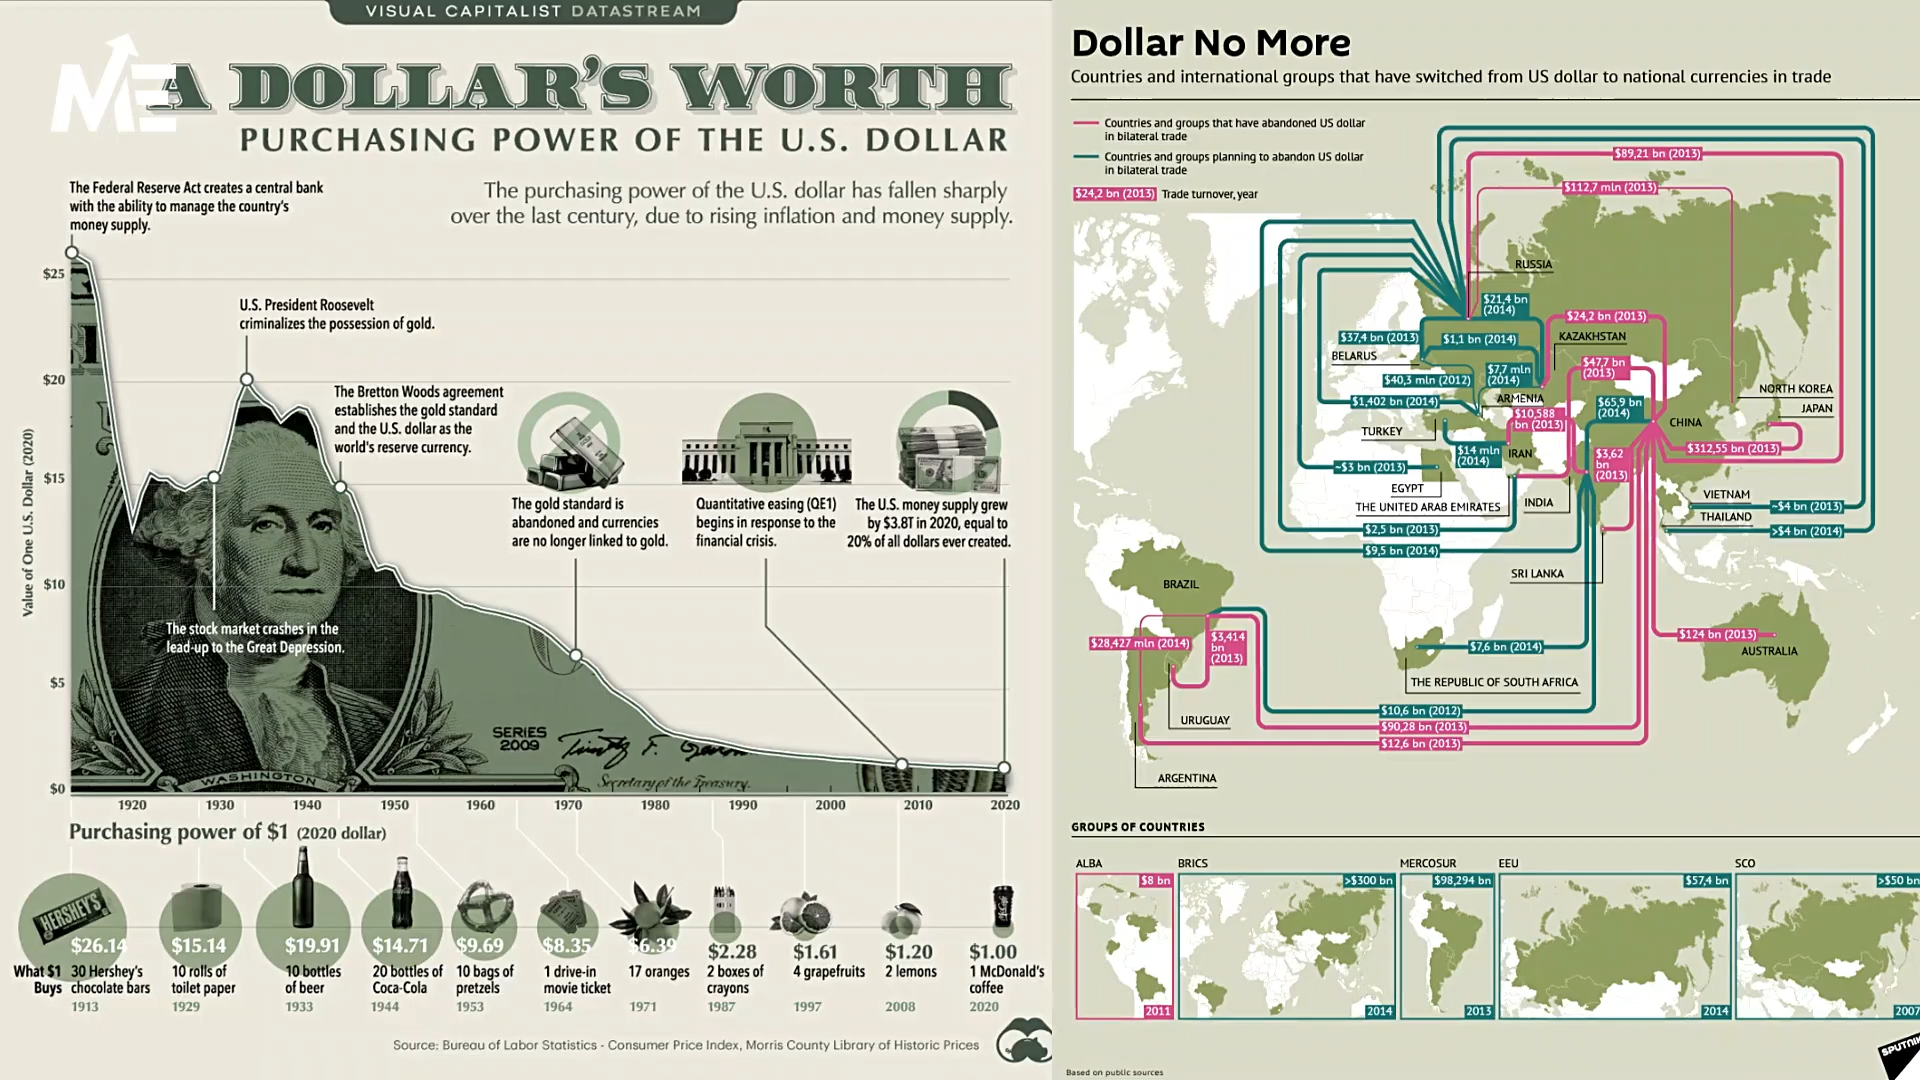 VISUAL CAPITALIST DATASTREAM
ME
A DOLLAR'S WORTH
PURCHASING POWER OF THE U.S. DOLLAR
The Federal Reserve Act creates a central bank
with the ability to manage the country's
money supply.
The purchasing power of the U.S. dollar has fallen sharply
over the last century, due to rising inflation and money supply.
U.S. President Roosevelt
criminalizes the possession of gold.
The Bretton Woods agreement
establishes the gold standard
and the U.S. dollar as the
world's reserve currency.
The gold standard is
abandoned and currencies
are no longer linked to gold.
Quantitative easing (QE1)
begins in response to the
financial crisis.
The U.S. money supply grew
by $3.8T in 2020, equal to
20% of all dollars ever created.
The stock market crashes in the
lead-up to the Great Depression.
Value of One U.S. Dollar (2020)
$25
$20
$15
$10
$5
$0
SERIES
2009
Secretary of the Treasury.
WASHINGTON
1920 1930 1940 1950 1960 1970 1980 1990 2000 2010 2020
Purchasing power of $1 (2020 dollar)
HERSHEY'S
$26.14 $15.14 $19.91 $14.71 $9.69 $8.35 $6.39 $2.28 $1.61 $1.20 $1.00
What $1
Buys
30 Hershey's
chocolate bars
1913
10 rolls of
toilet paper
1929
10 bottles
of beer
1933
20 bottles of
Coca-Cola
1944
10 bags of
pretzels
1953
1 drive-in
movie ticket
1964
17 oranges
1971
2 boxes of
crayons
1987
4 grapefruits
1997
2 lemons
2008
1 McDonald's
coffee
2020
Source: Bureau of Labor Statistics - Consumer Price Index, Morris County Library of Historic Prices
Dollar No More
Countries and international groups that have switched from US dollar to national currencies in trade
Countries and groups that have abandoned US dollar
in bilateral trade
Countries and groups planning to abandon US dollar
in bilateral trade
$24,2 bn (2013) Trade turnover, year
$89,21 bn (2013)
$112,7 mln (2013)
RUSSIA
$21,4 bn
(2014)
$24,2 bn (2013)
$37,4 bn (2013)
$1,1 bn (2014)
KAZAKHSTAN
BELARUS
$47,7 bn
(2013)
$40,3 mln (2012)
$7,7 mln
(2014)
NORTH KOREA
$1,402 bn (2014)
ARMENIA
$65,9 bn
(2014)
JAPAN
$10,588
bn (2013)
CHINA
TURKEY
$14 mln
(2014)
IRAN
$312,55 bn (2013)
~$3 bn (2013)
$3,62
bn
(2013)
EGYPT
VIETNAM
THE UNITED ARAB EMIRATES
INDIA
~$4 bn (2013)
THAILAND
$2,5 bn (2013)
>$4 bn (2014)
$9,5 bn (2014)
SRI LANKA
BRAZIL
$28,427 mln (2014)
$3,414
bn
(2013)
$124 bn (2013)
$7,6 bn (2014)
AUSTRALIA
THE REPUBLIC OF SOUTH AFRICA
$10,6 bn (2012)
URUGUAY
$90,28 bn (2013)
$12,6 bn (2013)
ARGENTINA
GROUPS OF COUNTRIES
ALBA
$8 bn
2011
BRICS
>$300 bn
2014
MERCOSUR
$98,294 bn
2013
EEU
$57,4 bn
2014
SCO
>$50 bn
2007
SPUTNIK
Based on public sources